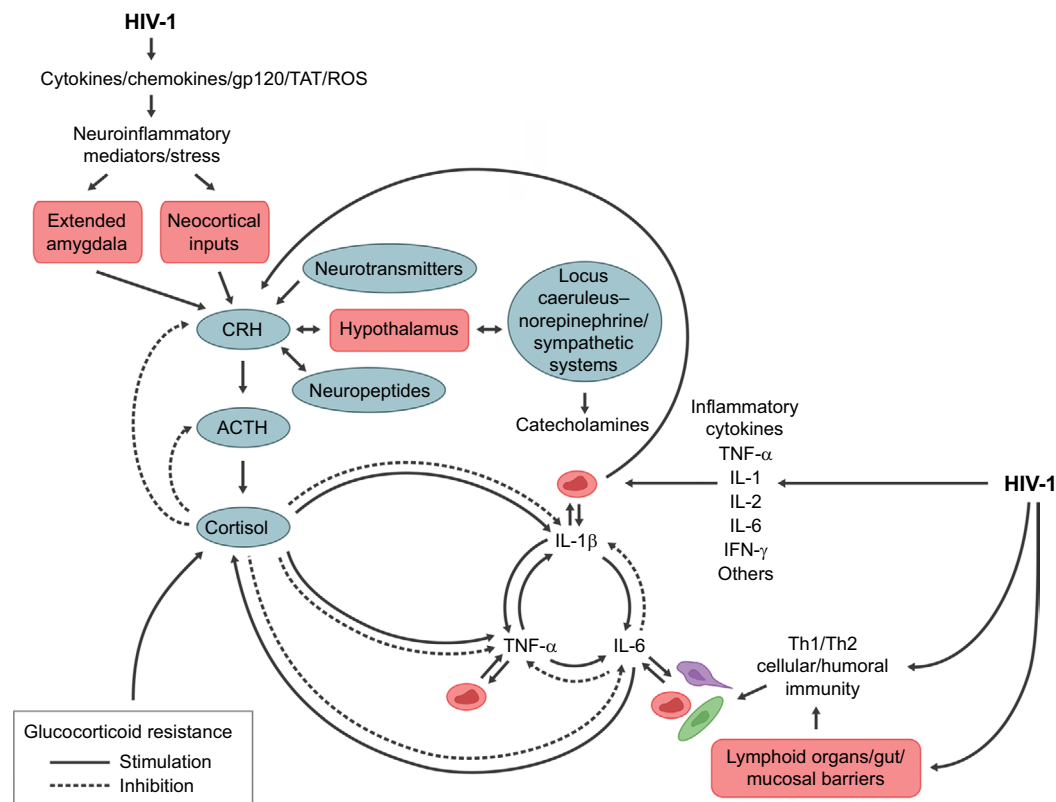 HIV-1
Cytokines/chemokines/gp120/TAT/ROS
Neuroinflammatory
mediators/stress
Extended
amygdala
Neocortical
inputs
Neurotransmitters
Locus
caeruleus–
norepinephrine/
sympathetic
systems
CRH
Hypothalamus
Neuropeptides
Catecholamines
ACTH
Cortisol
Inflammatory
cytokines
TNF-α
IL-1
IL-2
IL-6
IFN-γ
Others
HIV-1
IL-1β
TNF-α
IL-6
Th1/Th2
cellular/humoral
immunity
Lymphoid organs/gut/
mucosal barriers
Glucocorticoid resistance
Stimulation
Inhibition